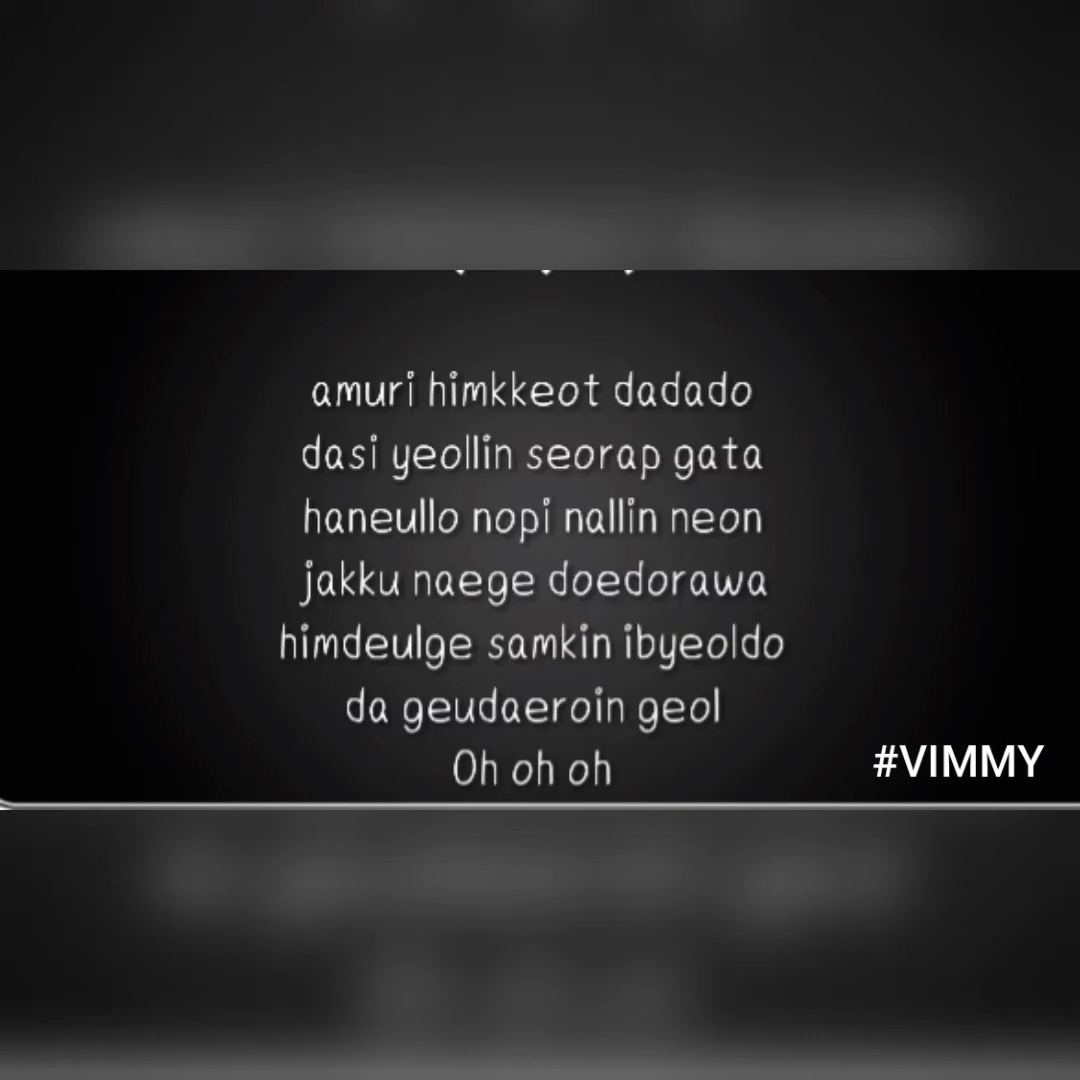 amuri himkkeot dadado
dasi yeollin seorap gata
haneullo nopi nallin neon
jakku naege doedorawa
himdeulge samkin ibyeoldo
da geudaeroin geol
Oh oh oh
#VIMMY